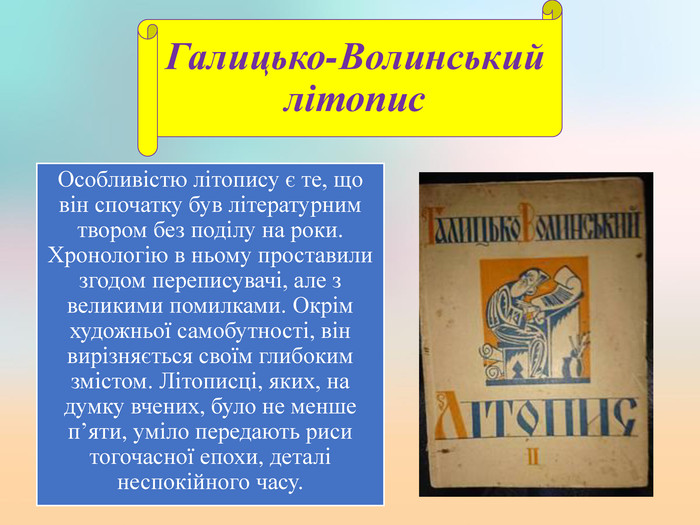 Галицько-Волинський
літопис
Особливістю літопису є те, що
він спочатку був літературним
твором без поділу на роки.
Хронологію в ньому проставили
згодом переписувачі, але з
великими помилками. Окрім
художньої самобутності, він
вирізняється своїм глибоким
змістом. Літописці, яких, на
думку вчених, було не менше
п’яти, уміло передають риси
тогочасної епохи, деталі
неспокійного часу.
Галицько Волинський
Літопис
II